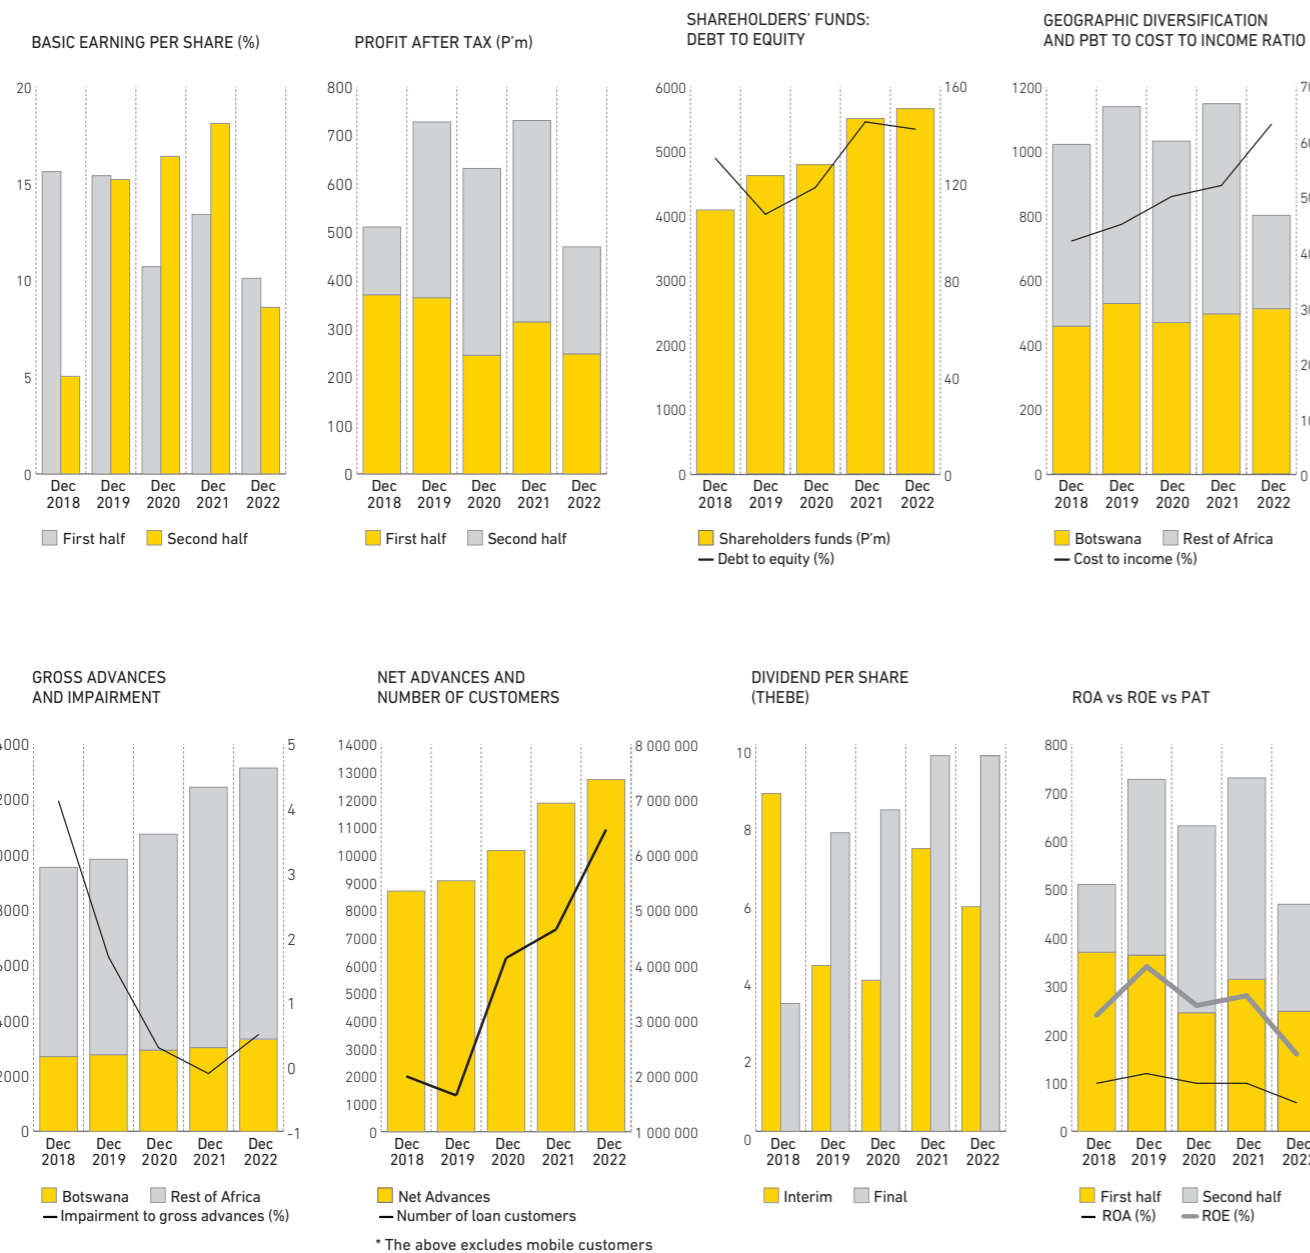 BASIC EARNING PER SHARE (%)
20
15
10
5
0
Dec 2018
Dec 2019
Dec 2020
Dec 2021
Dec 2022
First half
Second half
PROFIT AFTER TAX (P'm)
800
700
600
500
400
300
200
100
0
Dec 2018
Dec 2019
Dec 2020
Dec 2021
Dec 2022
First half
Second half
SHAREHOLDERS' FUNDS:
DEBT TO EQUITY
6000
5000
4000
3000
2000
1000
0
160
120
80
40
0
Dec 2018
Dec 2019
Dec 2020
Dec 2021
Dec 2022
Shareholders funds (P'm)
Debt to equity (%)
GEOGRAPHIC DIVERSIFICATION
AND PBT TO COST TO INCOME RATIO
1200
1000
800
600
400
200
0
Dec 2018
Dec 2019
Dec 2020
Dec 2021
Dec 2022
Botswana
Rest of Africa
Cost to income (%)
GROSS ADVANCES
AND IMPAIRMENT
0
5
4
3
2
1
0
-1
Dec 2018
Dec 2019
Dec 2020
Dec 2021
Dec 2022
Botswana
Rest of Africa
Impairment to gross advances (%)
NET ADVANCES AND
NUMBER OF CUSTOMERS
14000
13000
12000
11000
10000
9000
8000
7000
6000
5000
4000
3000
2000
1000
0
8 000 000
7 000 000
6 000 000
5 000 000
4 000 000
3 000 000
2 000 000
1 000 000
Dec 2018
Dec 2019
Dec 2020
Dec 2021
Dec 2022
Net Advances
Number of loan customers
* The above excludes mobile customers
DIVIDEND PER SHARE
(THEBE)
10
8
6
4
2
0
Dec 2018
Dec 2019
Dec 2020
Dec 2021
Dec 2022
Interim
Final
ROA vs ROE vs PAT
800
700
600
500
400
300
200
100
0
Dec 2018
Dec 2019
Dec 2020
Dec 2021
First half
Second half
ROA (%)
ROE (%)